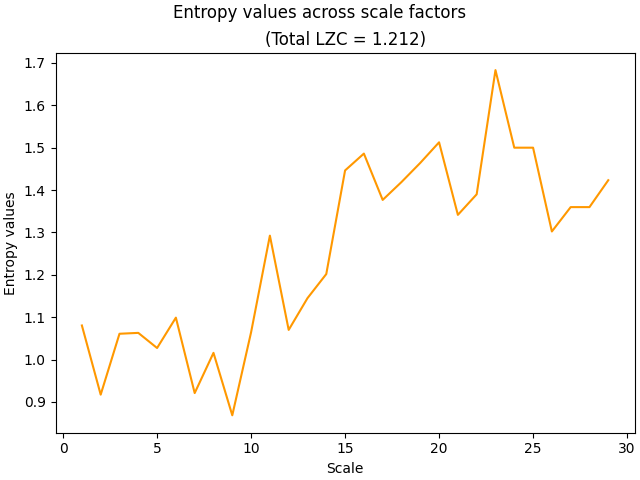 Entropy values across scale factors
(Total LZC = 1.212)
1.7
1.6
1.5
1.4
1.3
1.2
1.1
1.0
0.9
Entropy values
0 5 10 15 20 25 30
Scale